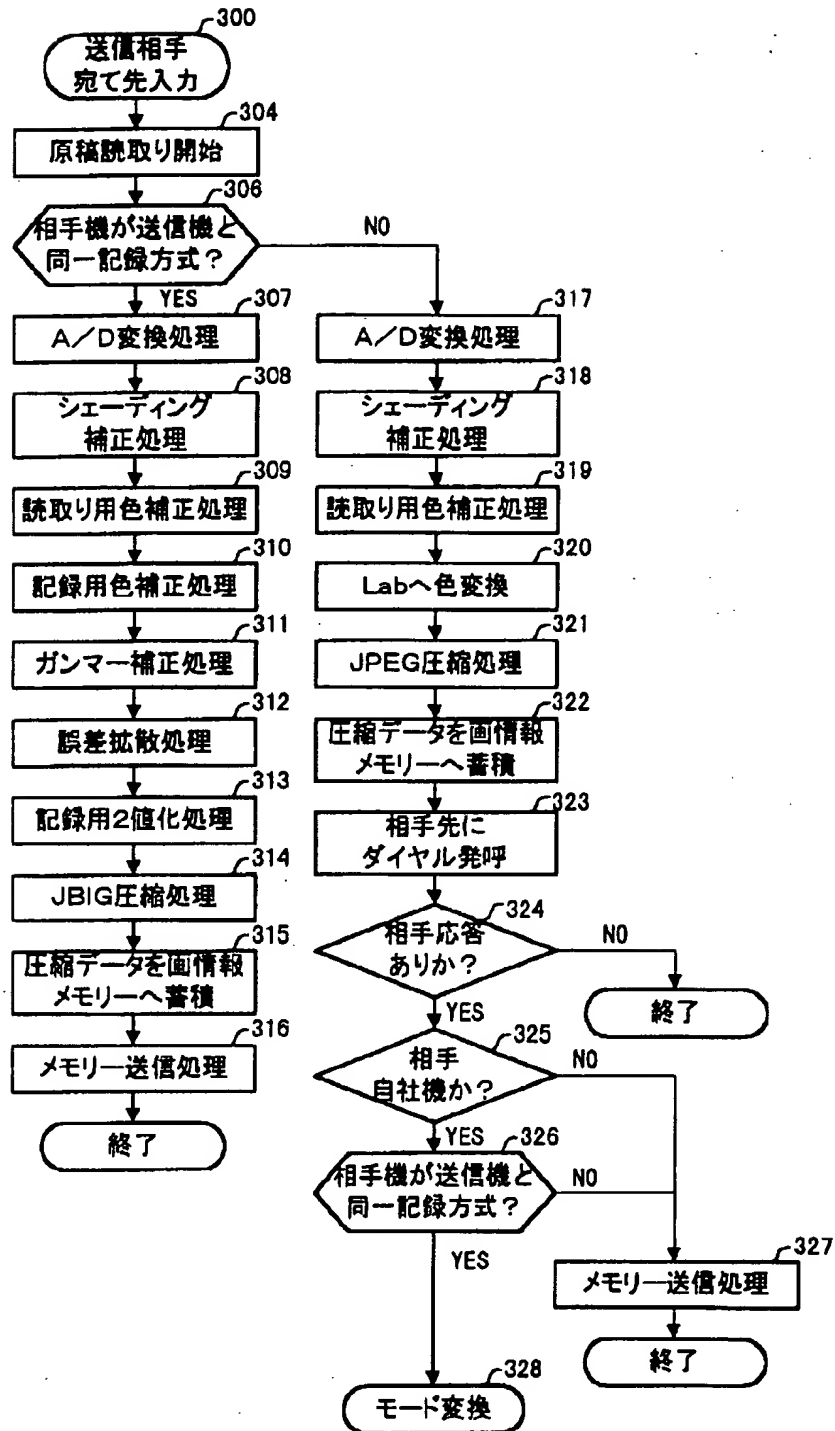 300
送信相手
宛て先入力
304
原稿読取り開始
306
相手機が送信機と
同一記録方式？
NO
YES
307
A／D変換処理
308
シェーディング
補正処理
309
読取り用色補正処理
310
記録用色補正処理
311
ガンマー補正処理
312
誤差拡散処理
313
記録用2値化処理
314
JBIG圧縮処理
315
圧縮データを画情報
メモリーへ蓄積
316
メモリー送信処理
終了
317
A／D変換処理
318
シェーディング
補正処理
319
読取り用色補正処理
320
Labへ色変換
321
JPEG圧縮処理
322
圧縮データを画情報
メモリーへ蓄積
323
相手先に
ダイヤル発呼
324
相手応答
ありか？
NO
終了
YES
325
相手
自社機か？
NO
YES
326
相手機が送信機と
同一記録方式？
NO
YES
327
メモリー送信処理
終了
328
モード変換